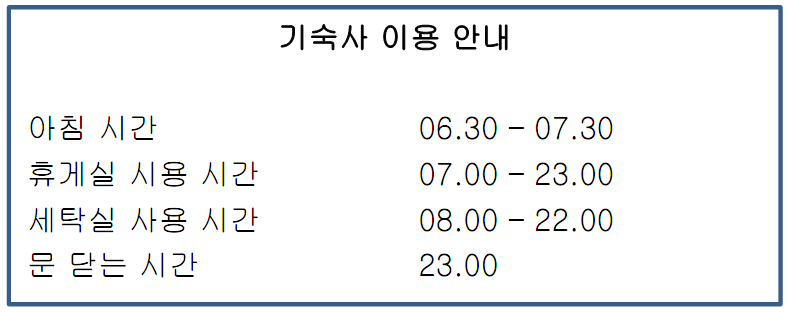 기숙사 이용 안내
아침 시간 06.30 – 07.30
휴게실 시용 시간 07.00 – 23.00
세탁실 사용 시간 08.00 – 22.00
문 닫는 시간 23.00